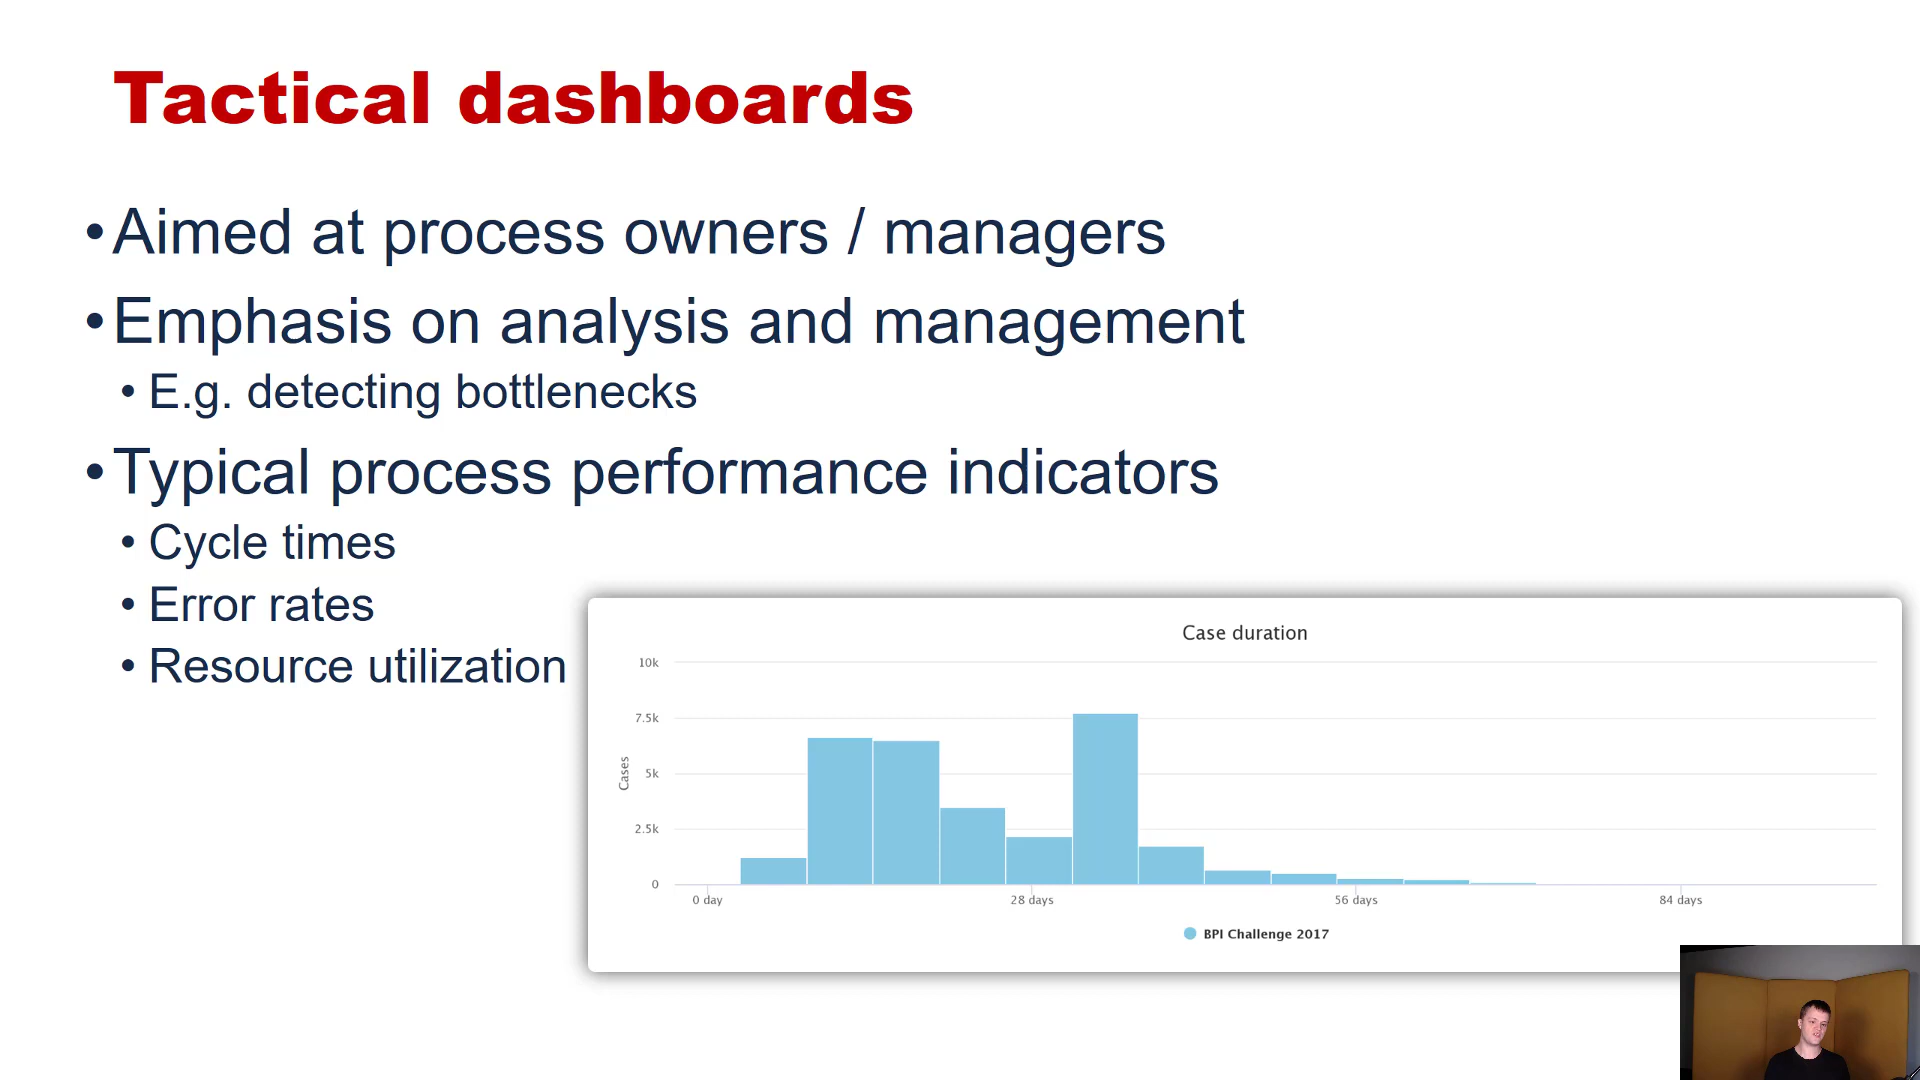 Tactical dashboards
•Aimed at process owners / managers
•Emphasis on analysis and management
• E.g. detecting bottlenecks
•Typical process performance indicators
• Cycle times
• Error rates
• Resource utilization
Case duration
10k
7.5k
5k
2.5k
0
Cases
0 day
28 days
56 days
84 days
BPI Challenge 2017